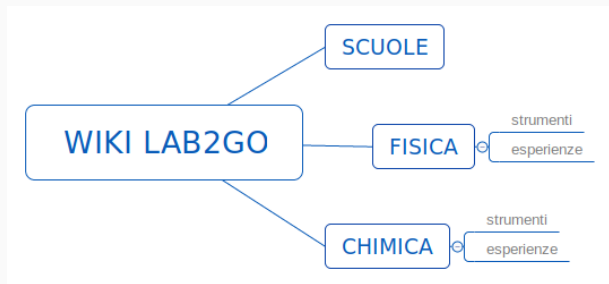 SCUOLE
WIKI LAB2GO
FISICA
strumenti
esperienze
CHIMICA
strumenti
esperienze